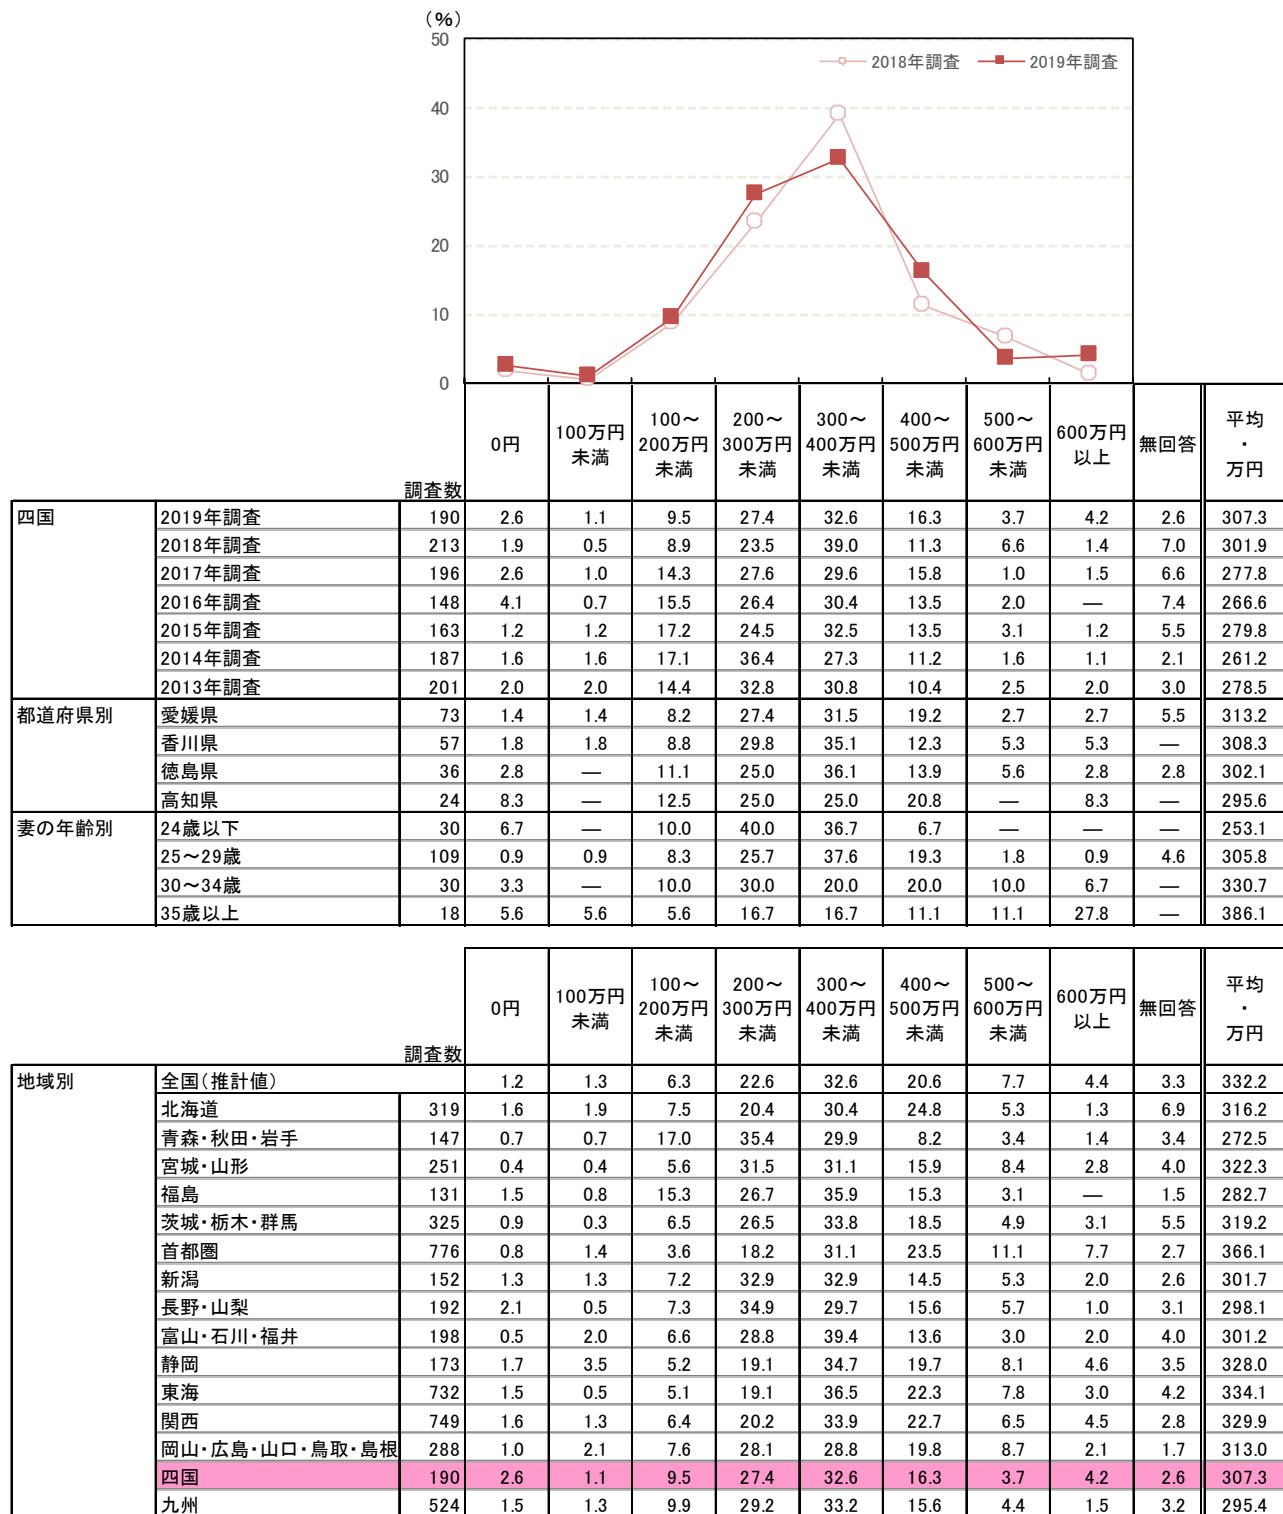 （%）
50
40
30
20
10
0
2018年調査 2019年調査
調査数 0円 100万円未満 100～200万円未満 200～300万円未満 300～400万円未満 400～500万円未満 500～600万円未満 600万円以上 無回答 平均・万円
四国 2019年調査 190 2.6 1.1 9.5 27.4 32.6 16.3 3.7 4.2 2.6 307.3
2018年調査 213 1.9 0.5 8.9 23.5 39.0 11.3 6.6 1.4 7.0 301.9
2017年調査 196 2.6 1.0 14.3 27.6 29.6 15.8 1.0 1.5 6.6 277.8
2016年調査 148 4.1 0.7 15.5 26.4 30.4 13.5 2.0 ― 7.4 266.6
2015年調査 163 1.2 1.2 17.2 24.5 32.5 13.5 3.1 1.2 5.5 279.8
2014年調査 187 1.6 1.6 17.1 36.4 27.3 11.2 1.6 1.1 2.1 261.2
2013年調査 201 2.0 2.0 14.4 32.8 30.8 10.4 2.5 2.0 3.0 278.5
都道府県別 愛媛県 73 1.4 1.4 8.2 27.4 31.5 19.2 2.7 2.7 5.5 313.2
香川県 57 1.8 1.8 8.8 29.8 35.1 12.3 5.3 5.3 ― 308.3
徳島県 36 2.8 ― 11.1 25.0 36.1 13.9 5.6 2.8 2.8 302.1
高知県 24 8.3 ― 12.5 25.0 25.0 20.8 ― 8.3 ― 295.6
妻の年齢別 24歳以下 30 6.7 ― 10.0 40.0 36.7 6.7 ― ― ― 253.1
25～29歳 109 0.9 0.9 8.3 25.7 37.6 19.3 1.8 0.9 4.6 305.8
30～34歳 30 3.3 ― 10.0 30.0 20.0 20.0 10.0 6.7 ― 330.7
35歳以上 18 5.6 5.6 5.6 16.7 16.7 11.1 11.1 27.8 ― 386.1
調査数 0円 100万円未満 100～200万円未満 200～300万円未満 300～400万円未満 400～500万円未満 500～600万円未満 600万円以上 無回答 平均・万円
地域別 全国（推計値） 1.2 1.3 6.3 22.6 32.6 20.6 7.7 4.4 3.3 332.2
北海道 319 1.6 1.9 7.5 20.4 30.4 24.8 5.3 1.3 6.9 316.2
青森・秋田・岩手 147 0.7 0.7 17.0 35.4 29.9 8.2 3.4 1.4 3.4 272.5
宮城・山形 251 0.4 0.4 5.6 31.5 31.1 15.9 8.4 2.8 4.0 322.3
福島 131 1.5 0.8 15.3 26.7 35.9 15.3 3.1 ― 1.5 282.7
茨城・栃木・群馬 325 0.9 0.3 6.5 26.5 33.8 18.5 4.9 3.1 5.5 319.2
首都圏 776 0.8 1.4 3.6 18.2 31.1 23.5 11.1 7.7 2.7 366.1
新潟 152 1.3 1.3 7.2 32.9 32.9 14.5 5.3 2.0 2.6 301.7
長野・山梨 192 2.1 0.5 7.3 34.9 29.7 15.6 5.7 1.0 3.1 298.1
富山・石川・福井 198 0.5 2.0 6.6 28.8 39.4 13.6 3.0 2.0 4.0 301.2
静岡 173 1.7 3.5 5.2 19.1 34.7 19.7 8.1 4.6 3.5 328.0
東海 732 1.5 0.5 5.1 19.1 36.5 22.3 7.8 3.0 4.2 334.1
関西 749 1.6 1.3 6.4 20.2 33.9 22.7 6.5 4.5 2.8 329.9
岡山・広島・山口・鳥取・島根 288 1.0 2.1 7.6 28.1 28.8 19.8 8.7 2.1 1.7 313.0
四国 190 2.6 1.1 9.5 27.4 32.6 16.3 3.7 4.2 2.6 307.3
九州 524 1.5 1.3 9.9 29.2 33.2 15.6 4.4 1.5 3.2 295.4